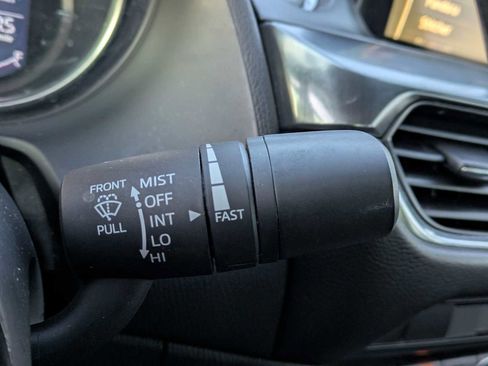 FRONT
PULL
MIST
OFF
INT
LO
HI
FAST